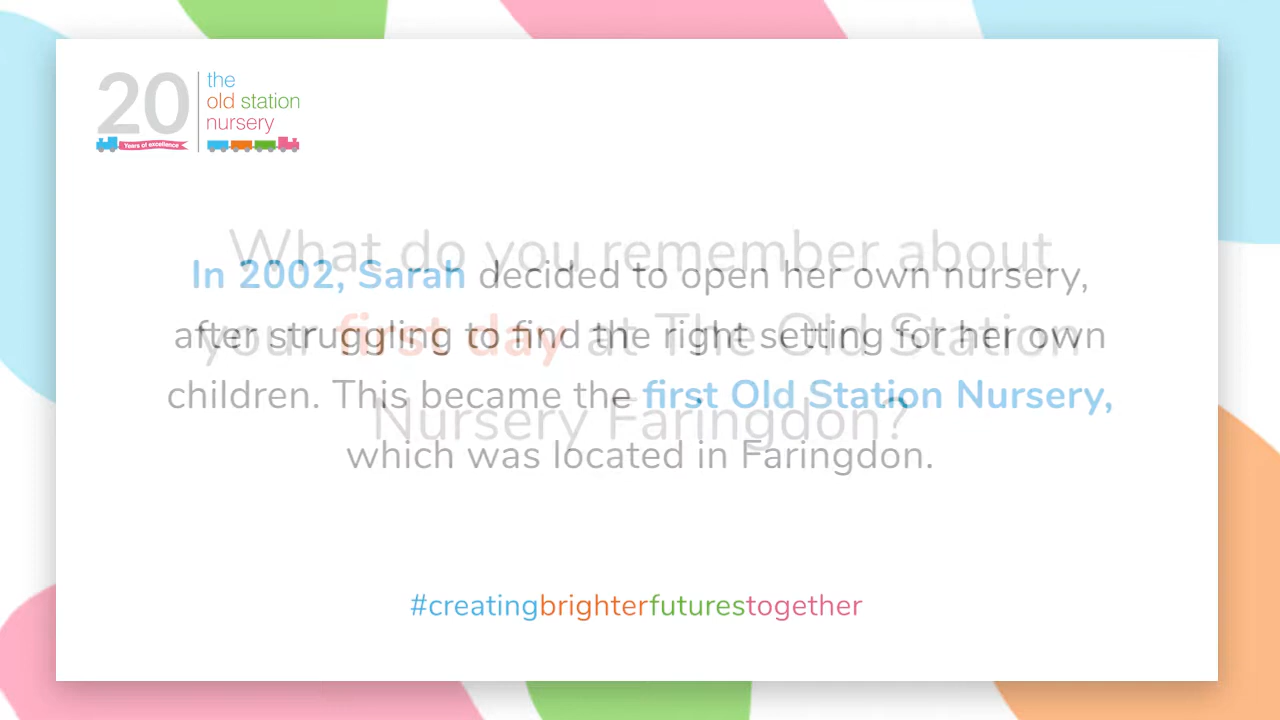 20
Years of excellence
the
old station
nursery
What do you remember about
your first day at The Old Station
Nursery Faringdon?
In 2002, Sarah decided to open her own nursery,
after struggling to find the right setting for her own
children. This became the first Old Station Nursery,
which was located in Faringdon.
#creatingbrighterfuturestogether